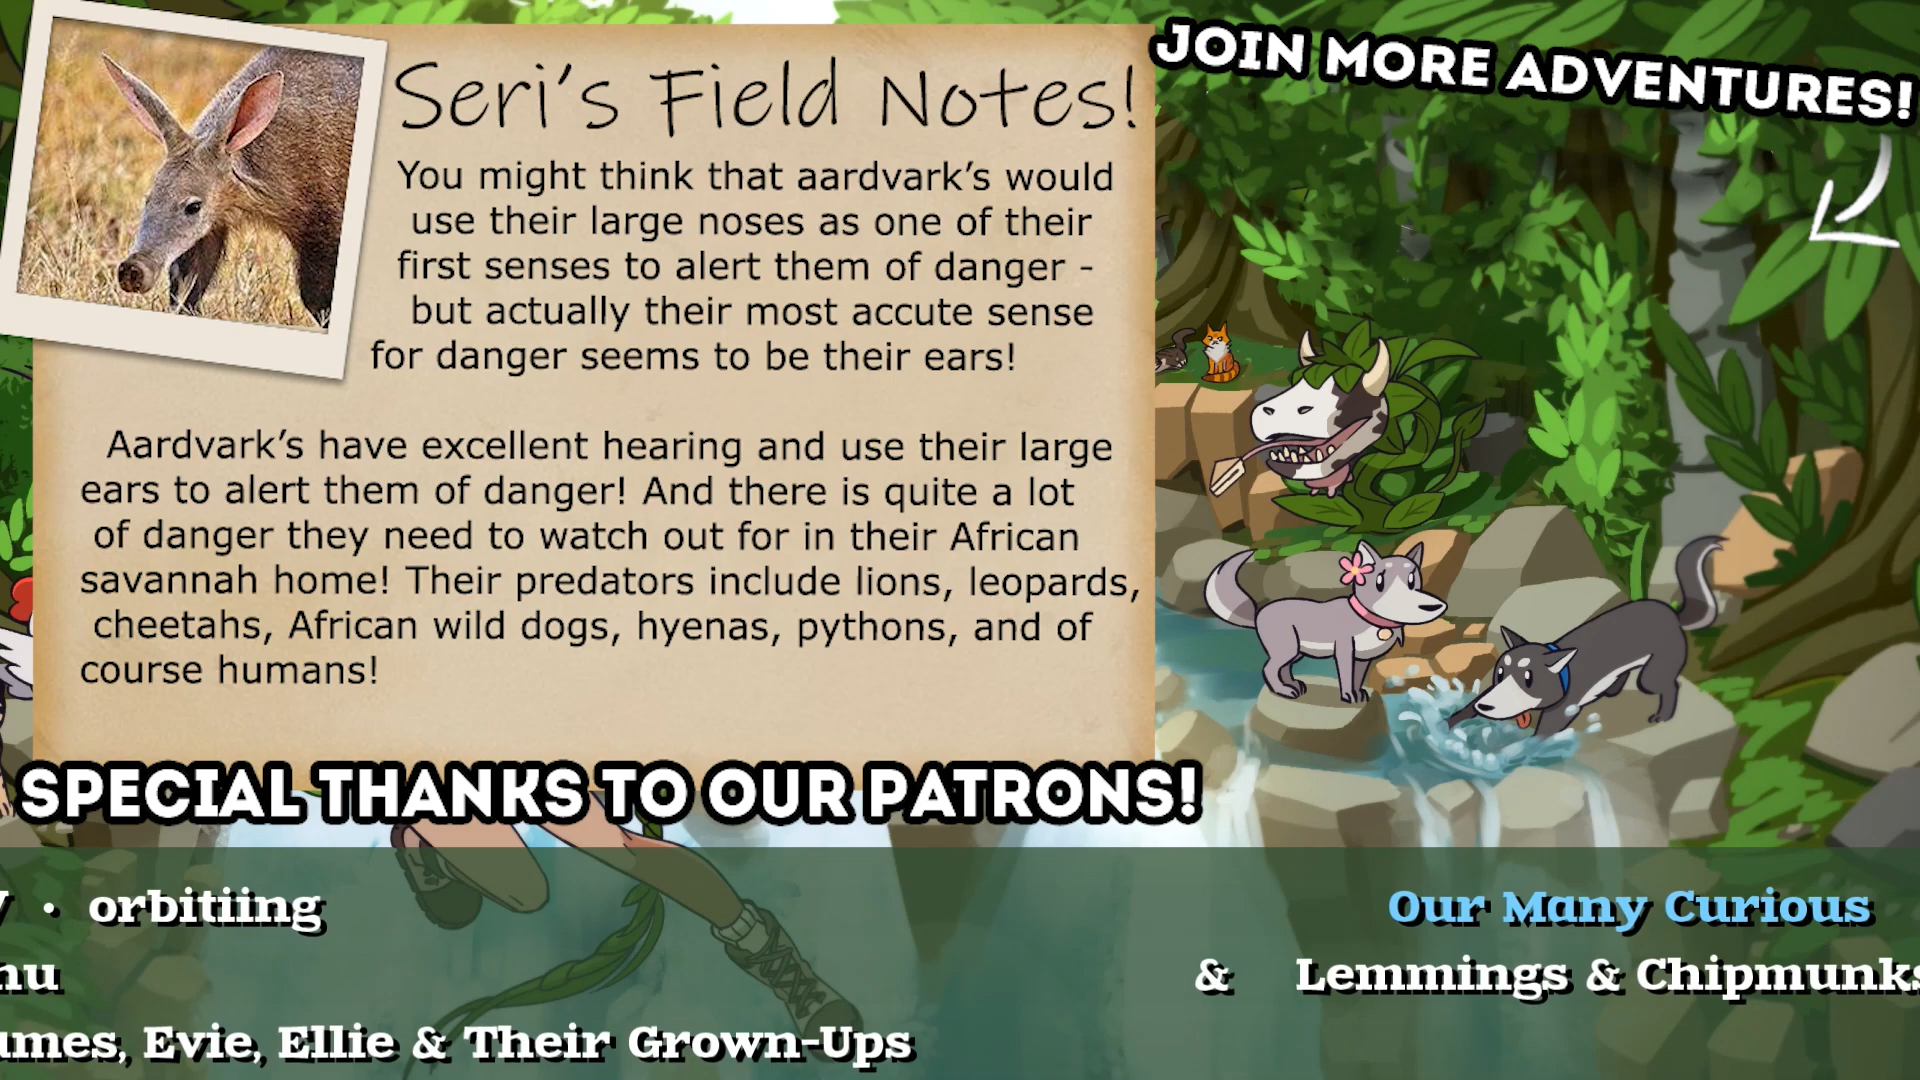 Seri's Field Notes!
JOIN MORE ADVENTURES!
You might think that aardvark's would
use their large noses as one of their
first senses to alert them of danger -
but actually their most accute sense
for danger seems to be their ears!
Aardvark's have excellent hearing and use their large
ears to alert them of danger! And there is quite a lot
of danger they need to watch out for in their African
savannah home! Their predators include lions, leopards,
cheetahs, African wild dogs, hyenas, pythons, and of
course humans!
SPECIAL THANKS TO OUR PATRONS!
• orbitiing
Our Many Curious
& Lemmings & Chipmunks
Evie, Ellie & Their Grown-Ups